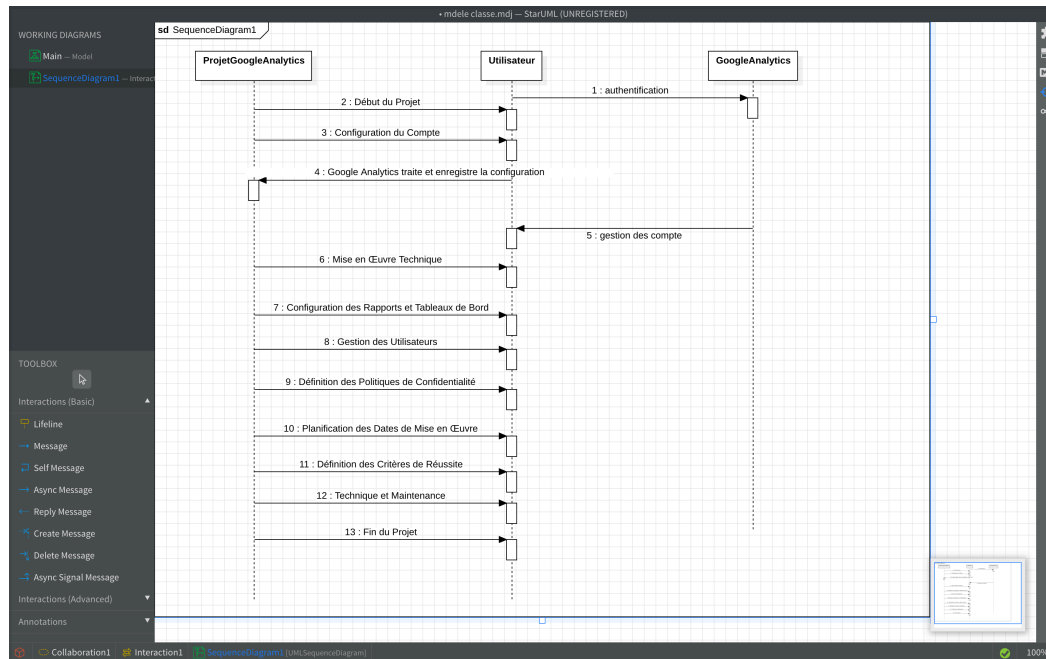 • mdele classe.mdj — StarUML (UNREGISTERED)
WORKING DIAGRAMS
Main — Model
SequenceDiagram1 — Interac
TOOLBOX
Interactions (Basic)
Lifeline
Message
Self Message
Async Message
Reply Message
Create Message
Delete Message
Async Signal Message
Interactions (Advanced)
Annotations
sd SequenceDiagram1
ProjetGoogleAnalytics
Utilisateur
GoogleAnalytics
1 : authentification
2 : Début du Projet
3 : Configuration du Compte
4 : Google Analytics traite et enregistre la configuration
5 : gestion des compte
6 : Mise en Œuvre Technique
7 : Configuration des Rapports et Tableaux de Bord
8 : Gestion des Utilisateurs
9 : Définition des Politiques de Confidentialité
10 : Planification des Dates de Mise en Œuvre
11 : Définition des Critères de Réussite
12 : Technique et Maintenance
13 : Fin du Projet
Collaboration1
Interaction1
SequenceDiagram1 [UMLSequenceDiagram]
100%